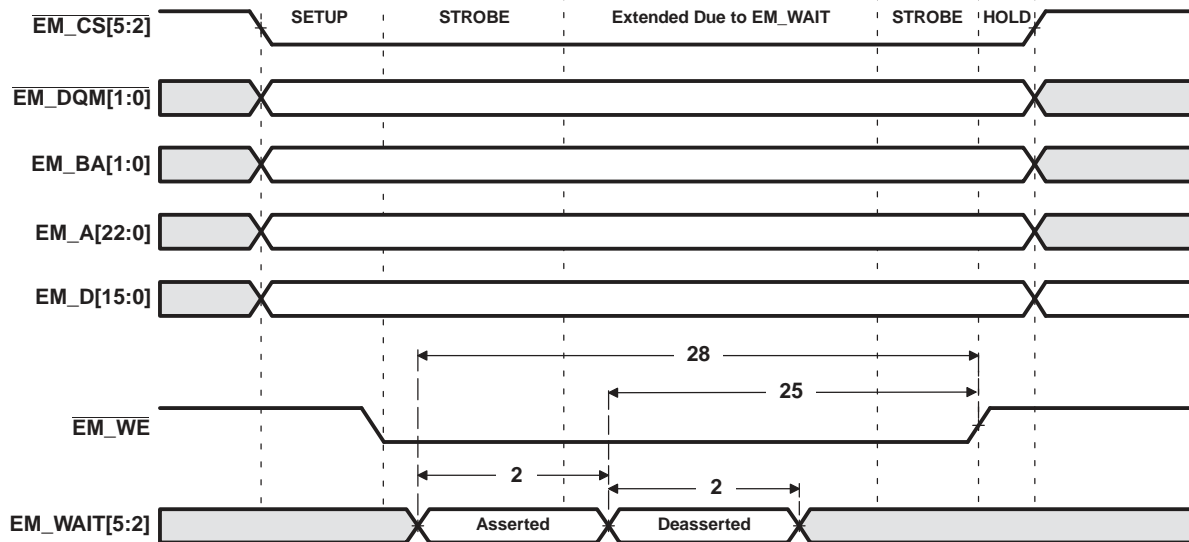 SETUP STROBE Extended Due to EM_WAIT STROBE HOLD
EM_CS[5:2]
EM_DQM[1:0]
EM_BA[1:0]
EM_A[22:0]
EM_D[15:0]
28
25
EM_WE
2
2
EM_WAIT[5:2] Asserted Deasserted